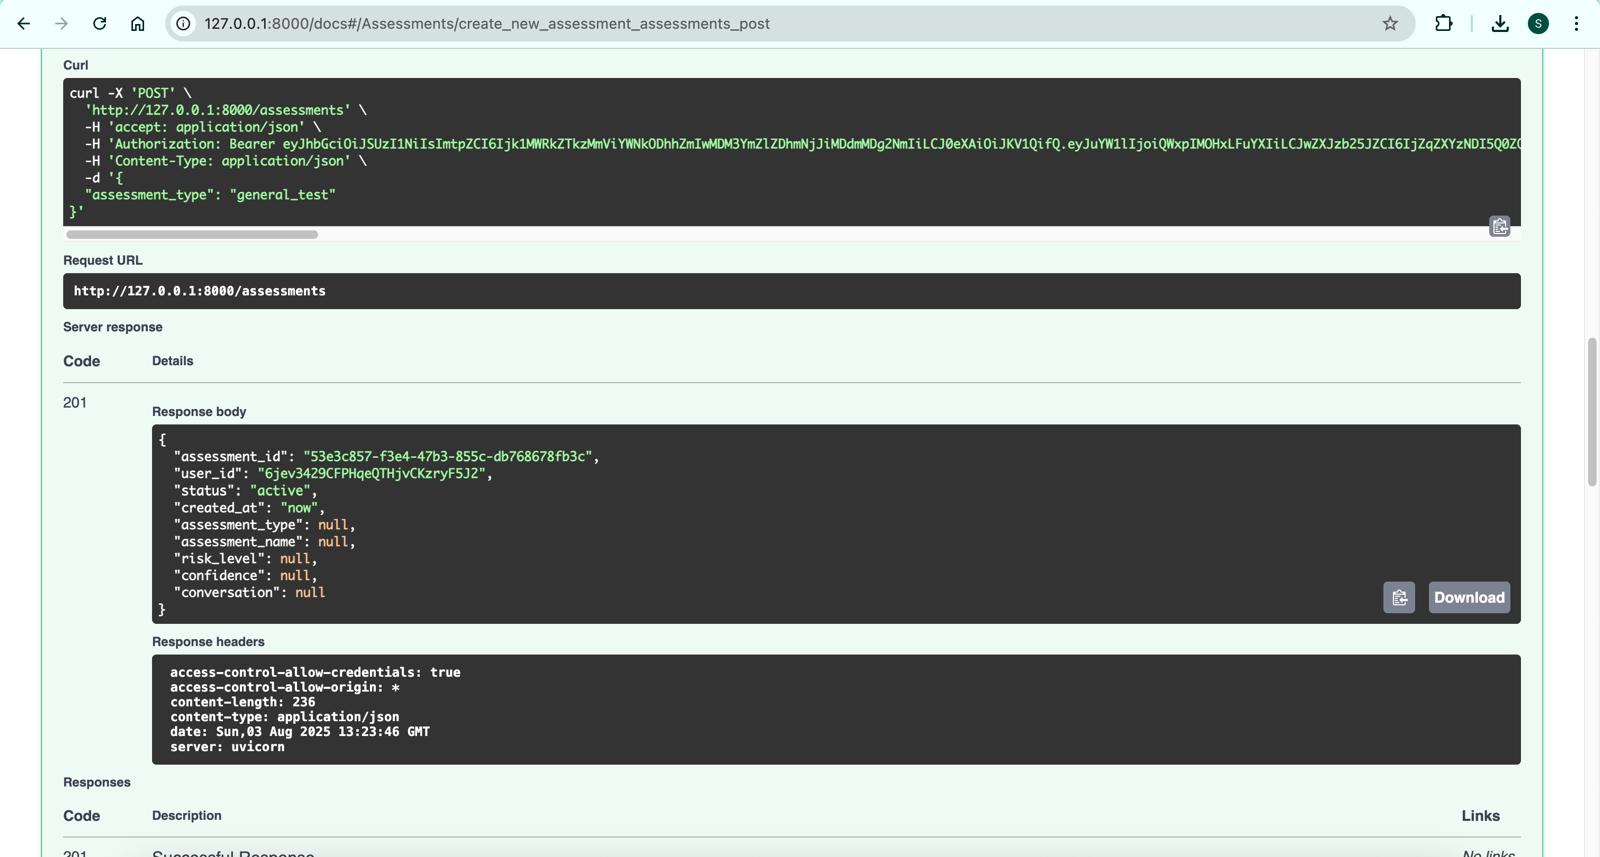 127.0.0.1:8000/docs#/Assessments/create_new_assessment_assessments_post
S
Curl
curl -X 'POST' \
'http://127.0.0.1:8000/assessments' \
-H 'accept: application/json' \
-H 'Authorization: Bearer eyJhbGciOiJSUzI1NiIsImtpZCI6Ijk1MWRkZTkzMmViYWNkODhhZmIwMDM3YmZlZDhmNjJiMDdmMDg2NmIiLCJ0eXAiOiJKV1QifQ.eyJuYW1lIjoiQWxpIMOHxLFuYXIiLCJwZXJzb25JZCI6IjZqZXYzNDI5Q0ZQ
-H 'Content-Type: application/json' \
-d '{
"assessment_type": "general_test"
}'
Request URL
http://127.0.0.1:8000/assessments
Server response
Code Details
201
Response body
{
"assessment_id": "53e3c857-f3e4-47b3-855c-db768678fb3c",
"user_id": "6jev3429CFPHqeQTHjvCKzryF5J2",
"status": "active",
"created_at": "now",
"assessment_type": null,
"assessment_name": null,
"risk_level": null,
"confidence": null,
"conversation": null
}
Download
Response headers
access-control-allow-credentials: true
access-control-allow-origin: *
content-length: 236
content-type: application/json
date: Sun,03 Aug 2025 13:23:46 GMT
server: uvicorn
Responses
Code Description Links
201 Successful Response No links